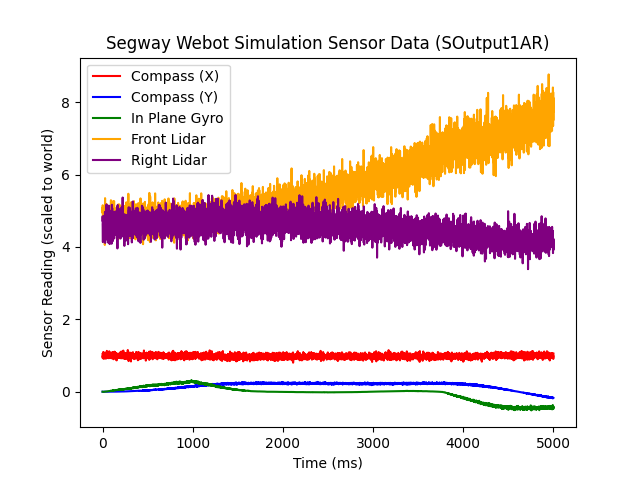 Segway Webot Simulation Sensor Data (SOutput1AR)
Compass (X)
Compass (Y)
In Plane Gyro
Front Lidar
Right Lidar
Sensor Reading (scaled to world)
8
6
4
2
0
0 1000 2000 3000 4000 5000
Time (ms)